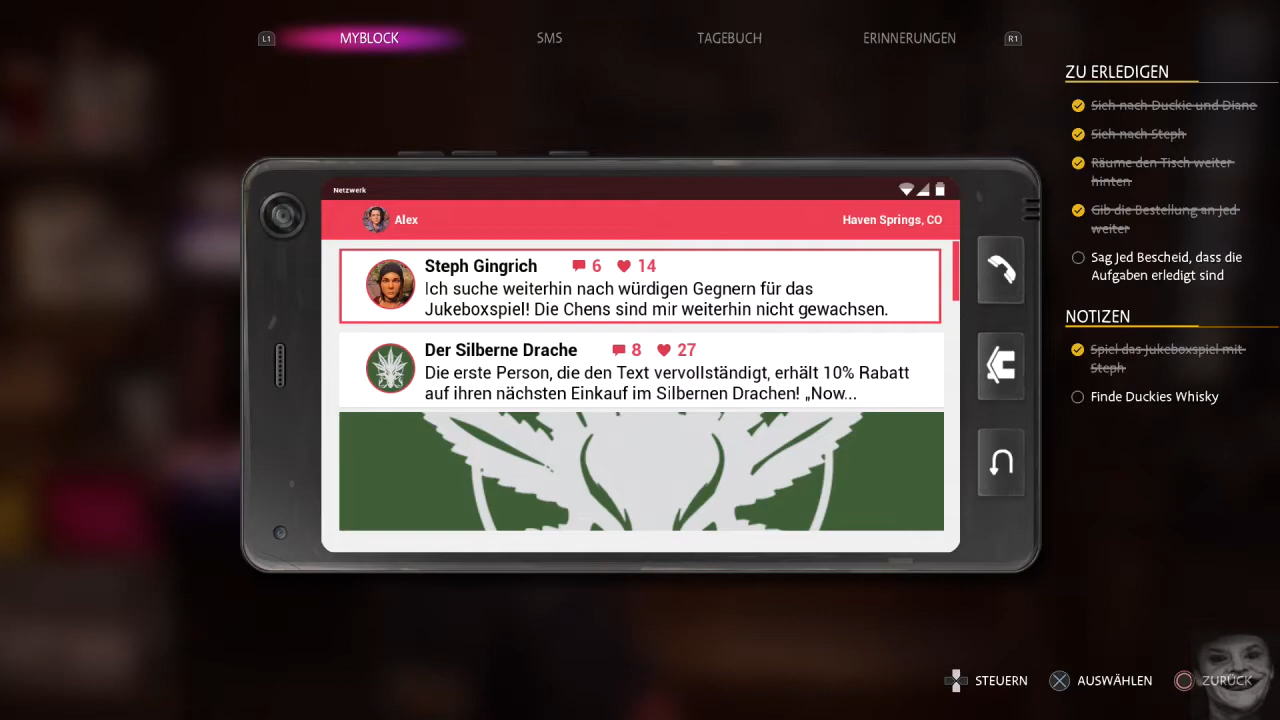 L1
MYBLOCK
SMS
TAGEBUCH
ERINNERUNGEN
R1
Netzwerk
Alex
Haven Springs, CO
Steph Gingrich 6 14
Ich suche weiterhin nach würdigen Gegnern für das
Jukeboxspiel! Die Chens sind mir weiterhin nicht gewachsen.
Der Silberne Drache 8 27
Die erste Person, die den Text vervollständigt, erhält 10% Rabatt
auf ihren nächsten Einkauf im Silbernen Drachen! „Now...
ZU ERLEDIGEN
Sieh nach Duckie und Diane
Sieh nach Steph
Räume den Tisch weiter
hinten
Gib die Bestellung an Jed
weiter
Sag Jed Bescheid, dass die
Aufgaben erledigt sind
NOTIZEN
Spiel das Jukeboxspiel mit
Steph
Finde Duckies Whisky
STEUERN
AUSWÄHLEN
ZURÜCK